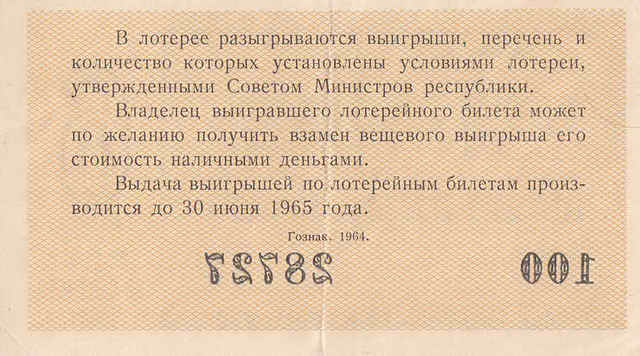 В лотерее разыгрываются выигрыши, перечень и
количество которых установлены условиями лотереи,
утвержденными Советом Министров республики.
Владелец выигравшего лотерейного билета может
по желанию получить взамен вещевого выигрыша его
стоимость наличными деньгами.
Выдача выигрышей по лотерейным билетам произ-
водится до 30 июня 1965 года.
Гознак. 1964.